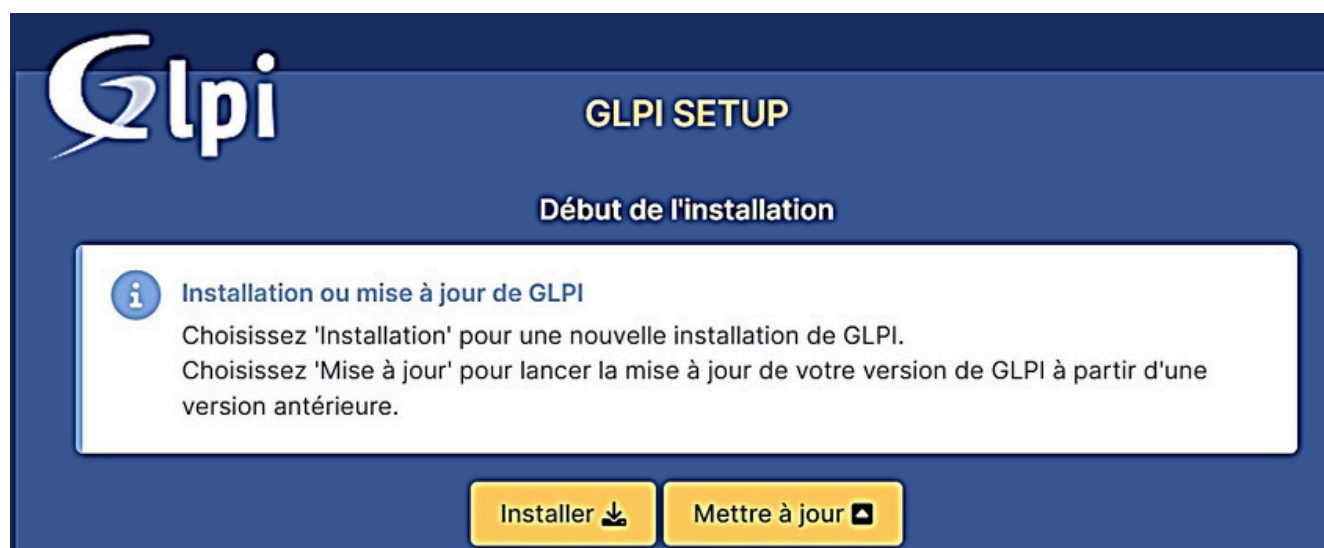 Glpi
GLPI SETUP
Début de l'installation
Installation ou mise à jour de GLPI
Choisissez 'Installation' pour une nouvelle installation de GLPI.
Choisissez 'Mise à jour' pour lancer la mise à jour de votre version de GLPI à partir d'une
version antérieure.
Installer
Mettre à jour